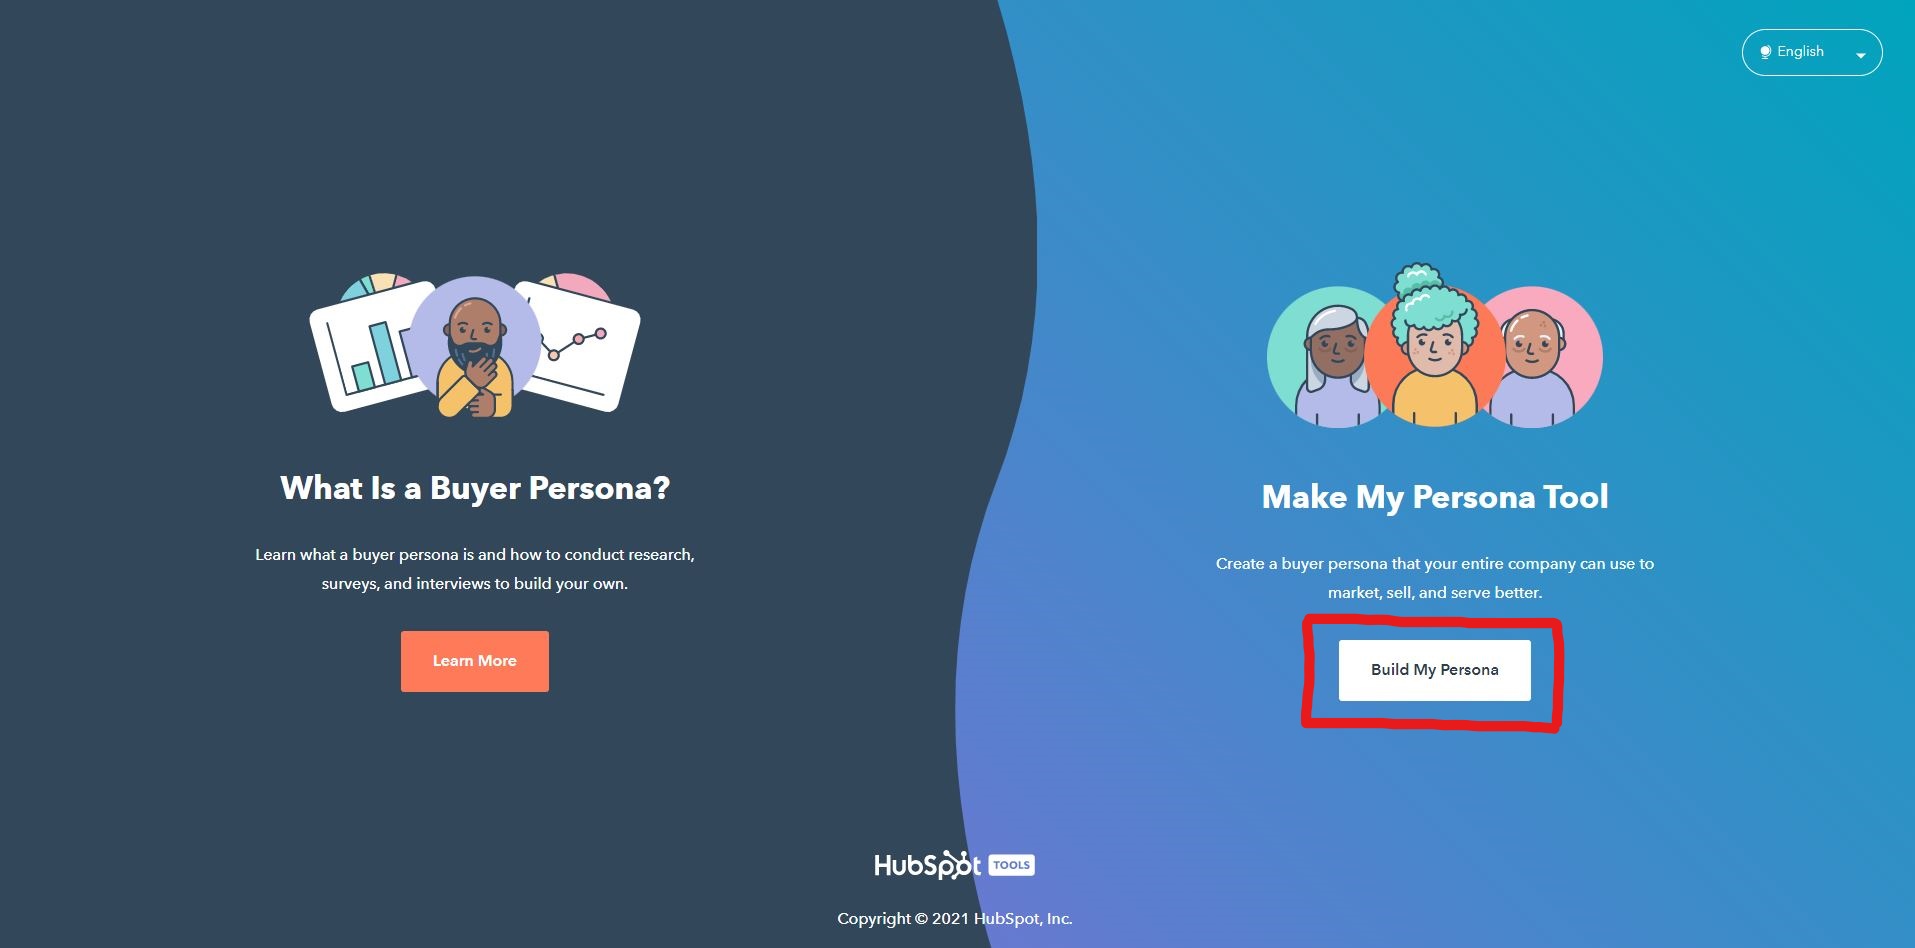 English
What Is a Buyer Persona?
Learn what a buyer persona is and how to conduct research,
surveys, and interviews to build your own.
Learn More
Make My Persona Tool
Create a buyer persona that your entire company can use to
market, sell, and serve better.
Build My Persona
HubSpot TOOLS
Copyright © 2021 HubSpot, Inc.